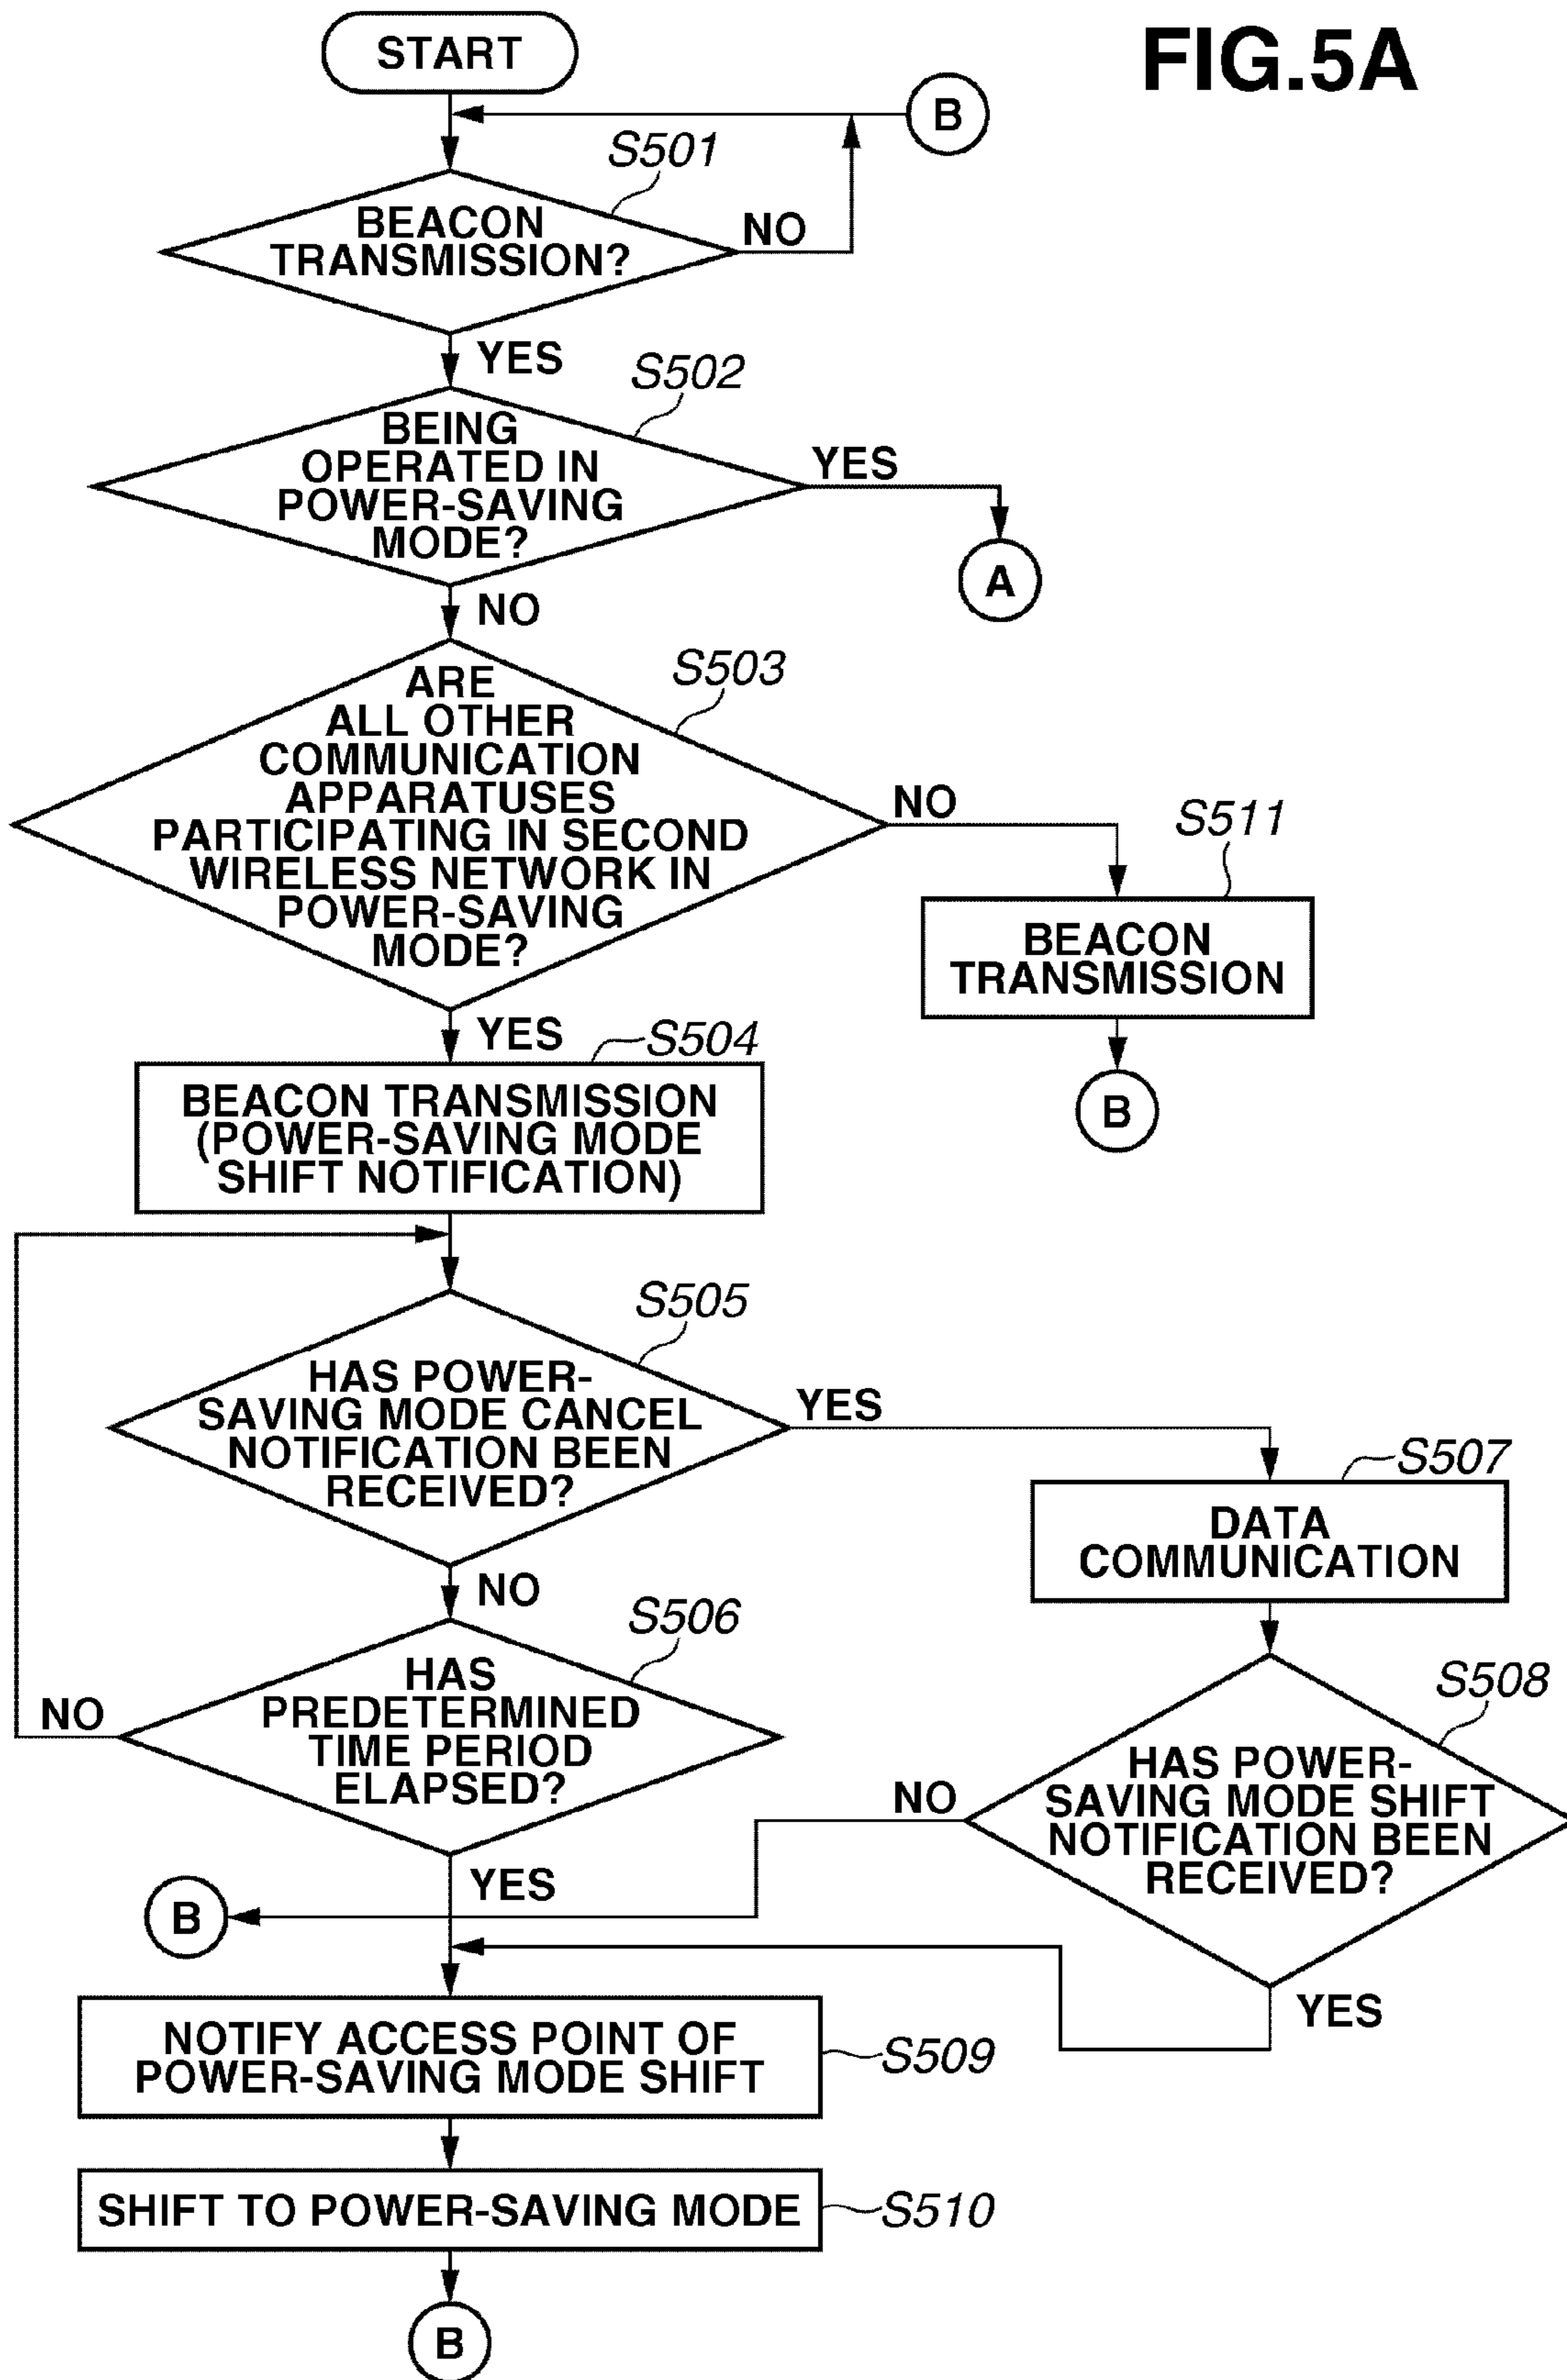 FIG.5A
START
B
S501
BEACON
TRANSMISSION?
NO
YES
S502
BEING
OPERATED IN
POWER-SAVING
MODE?
YES
A
NO
S503
ARE
ALL OTHER
COMMUNICATION
APPARATUSES
PARTICIPATING IN SECOND
WIRELESS NETWORK IN
POWER-SAVING
MODE?
NO
S511
BEACON
TRANSMISSION
B
YES
S504
BEACON TRANSMISSION
(POWER-SAVING MODE
SHIFT NOTIFICATION)
S505
HAS POWER-
SAVING MODE CANCEL
NOTIFICATION BEEN
RECEIVED?
YES
S507
DATA
COMMUNICATION
NO
S506
HAS
PREDETERMINED
TIME PERIOD
ELAPSED?
NO
S508
HAS POWER-
SAVING MODE SHIFT
NOTIFICATION BEEN
RECEIVED?
NO
YES
B
YES
NOTIFY ACCESS POINT OF
POWER-SAVING MODE SHIFT
S509
SHIFT TO POWER-SAVING MODE
S510
B